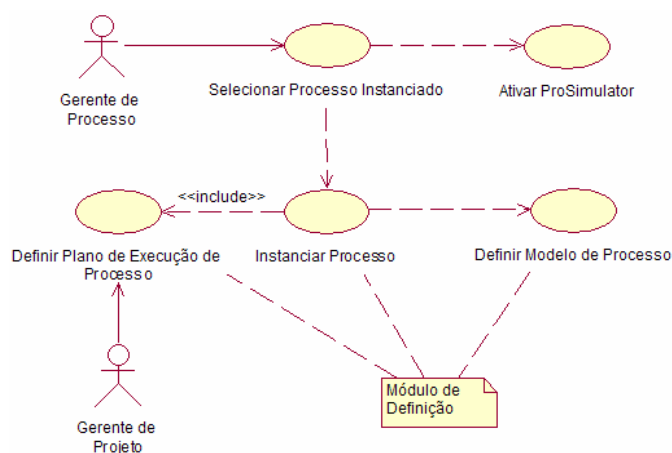 Gerente de
Processo
Selecionar Processo Instanciado
Ativar ProSimulator
<<include>>
Definir Plano de Execução de
Processo
Instanciar Processo
Definir Modelo de Processo
Módulo de
Definição
Gerente de
Projeto